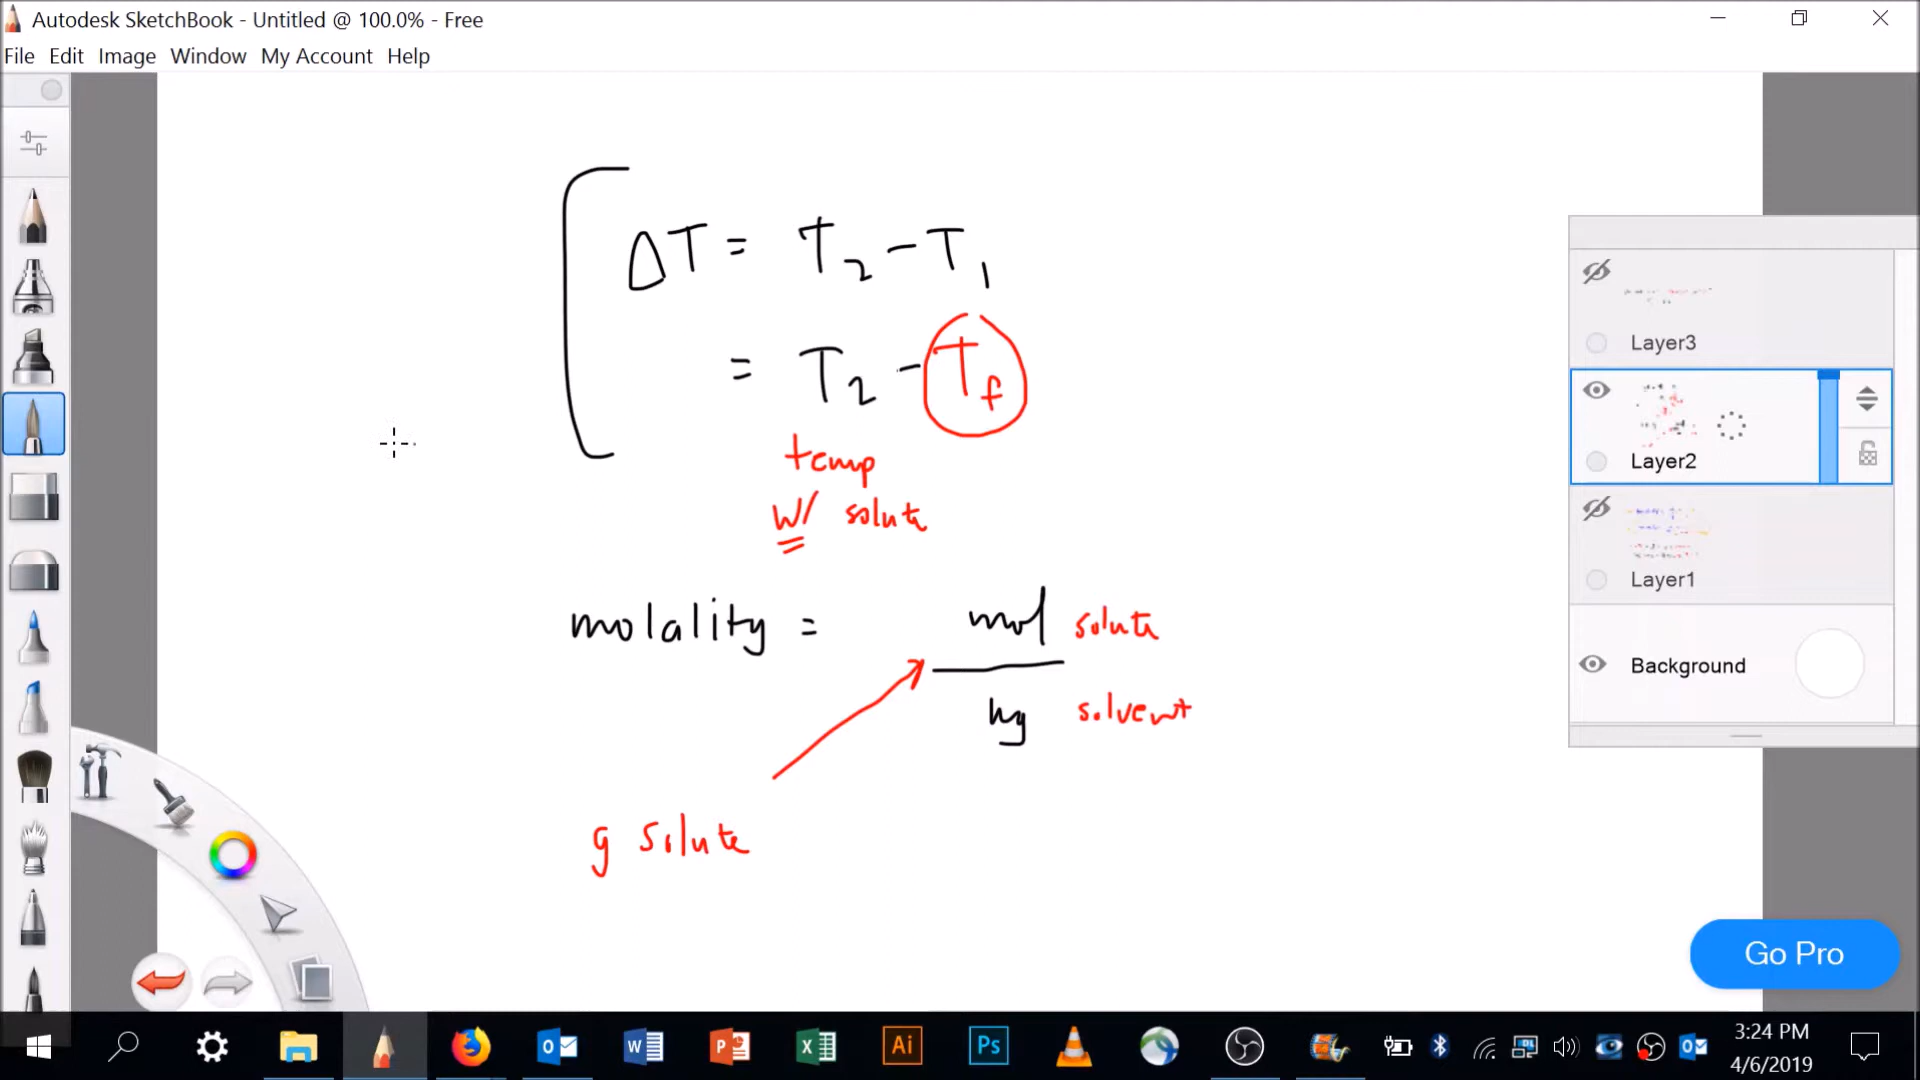 Autodesk SketchBook - Untitled @ 100.0% - Free
File Edit Image Window My Account Help
ΔT = T₂ - T₁
= T₂ - Tf
temp
w/ solute
molality = mol solute
kg solvent
g solute
Layer3
Layer2
Layer1
Background
Go Pro
3:24 PM
4/6/2019